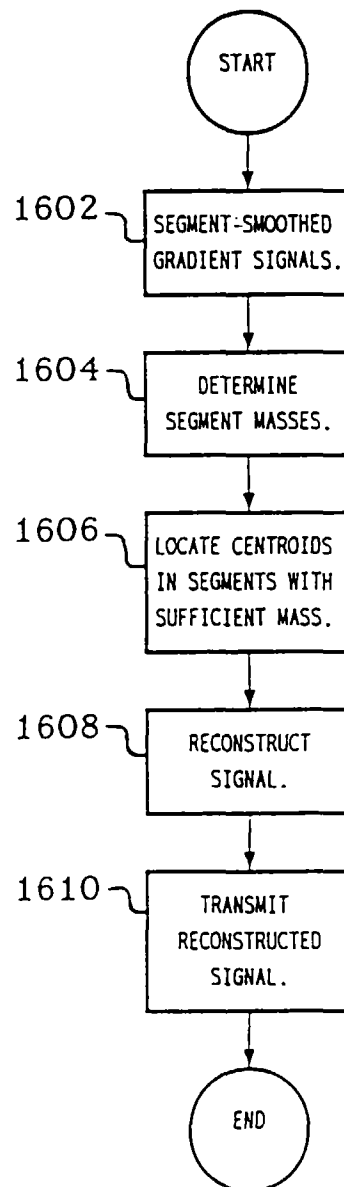 START
1602
SEGMENT-SMOOTHED
GRADIENT SIGNALS.
1604
DETERMINE
SEGMENT MASSES.
1606
LOCATE CENTROIDS
IN SEGMENTS WITH
SUFFICIENT MASS.
1608
RECONSTRUCT
SIGNAL.
1610
TRANSMIT
RECONSTRUCTED
SIGNAL.
END